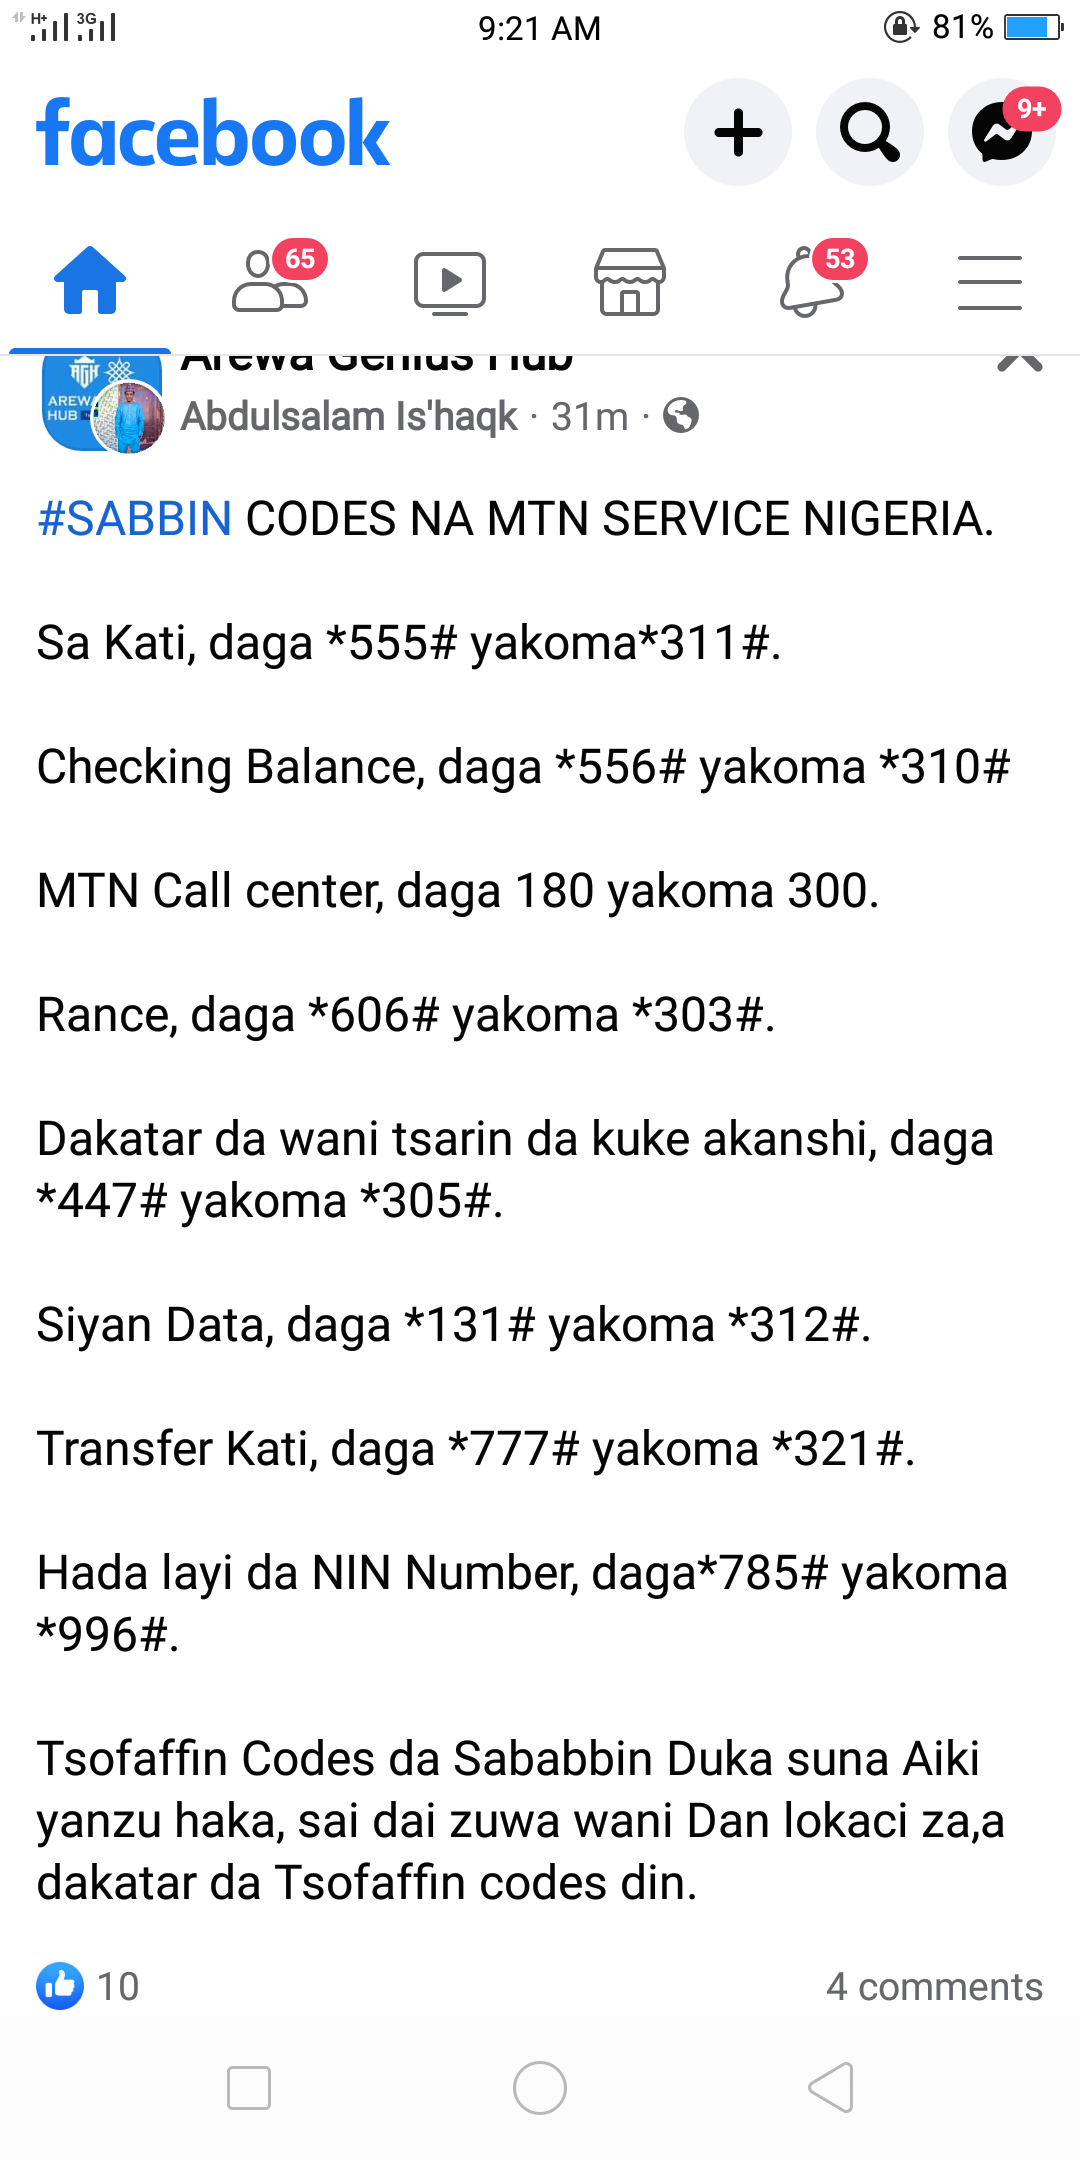 H+ 3G 9:21 AM 81%
facebook 9+
65 53
Arewa Genius Hub
AGH
AREWA
HUB
Abdulsalam Is'haqk · 31m ·
#SABBIN CODES NA MTN SERVICE NIGERIA.
Sa Kati, daga *555# yakoma*311#.
Checking Balance, daga *556# yakoma *310#
MTN Call center, daga 180 yakoma 300.
Rance, daga *606# yakoma *303#.
Dakatar da wani tsarin da kuke akanshi, daga
*447# yakoma *305#.
Siyan Data, daga *131# yakoma *312#.
Transfer Kati, daga *777# yakoma *321#.
Hada layi da NIN Number, daga*785# yakoma
*996#.
Tsofaffin Codes da Sababbin Duka suna Aiki
yanzu haka, sai dai zuwa wani Dan lokaci za,a
dakatar da Tsofaffin codes din.
10 4 comments